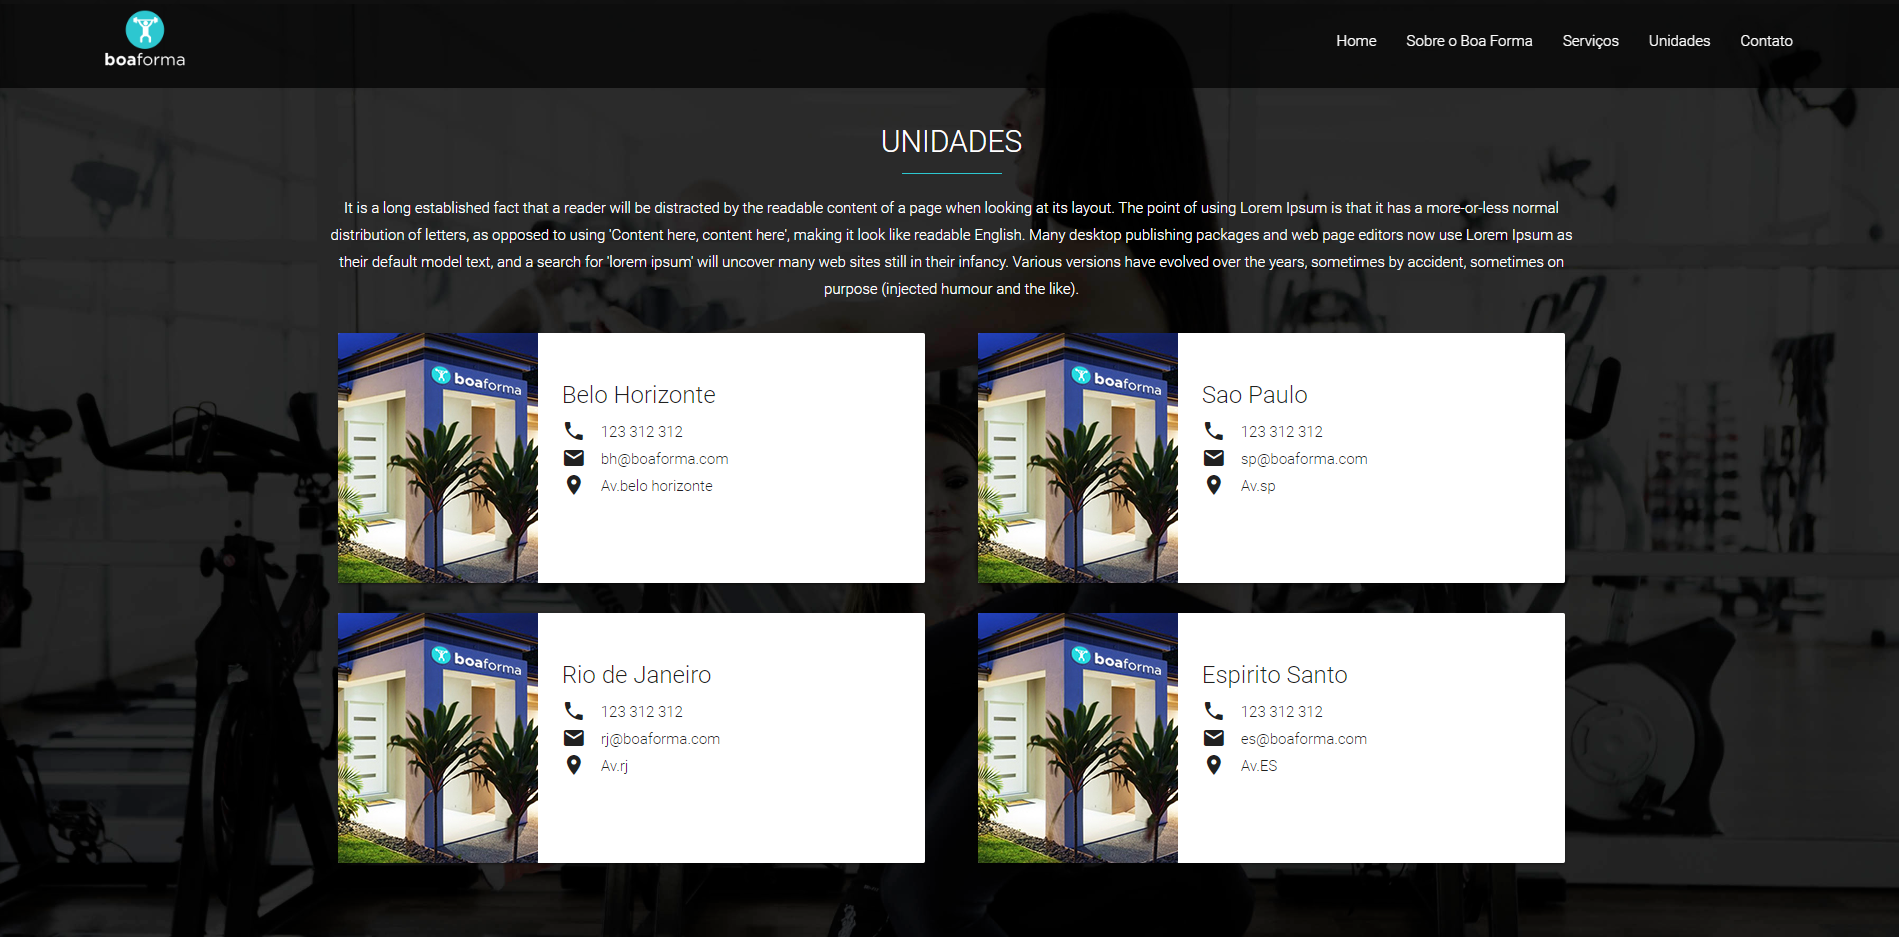 boaforma
Home Sobre o Boa Forma Serviços Unidades Contato
UNIDADES
It is a long established fact that a reader will be distracted by the readable content of a page when looking at its layout. The point of using Lorem Ipsum is that it has a more-or-less normal
distribution of letters, as opposed to using 'Content here, content here', making it look like readable English. Many desktop publishing packages and web page editors now use Lorem Ipsum as
their default model text, and a search for 'lorem ipsum' will uncover many web sites still in their infancy. Various versions have evolved over the years, sometimes by accident, sometimes on
purpose (injected humour and the like).
boaforma
Belo Horizonte
123 312 312
bh@boaforma.com
Av.belo horizonte
boaforma
Sao Paulo
123 312 312
sp@boaforma.com
Av.sp
boaforma
Rio de Janeiro
123 312 312
rj@boaforma.com
Av.rj
boaforma
Espirito Santo
123 312 312
es@boaforma.com
Av.ES